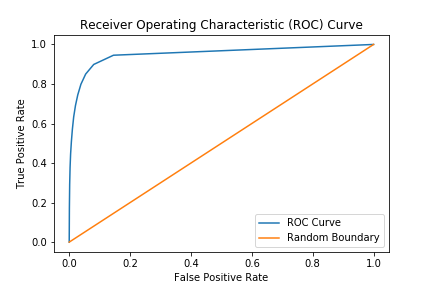 Receiver Operating Characteristic (ROC) Curve
1.0
0.8
0.6
0.4
0.2
0.0
True Positive Rate
ROC Curve
Random Boundary
0.0 0.2 0.4 0.6 0.8 1.0
False Positive Rate